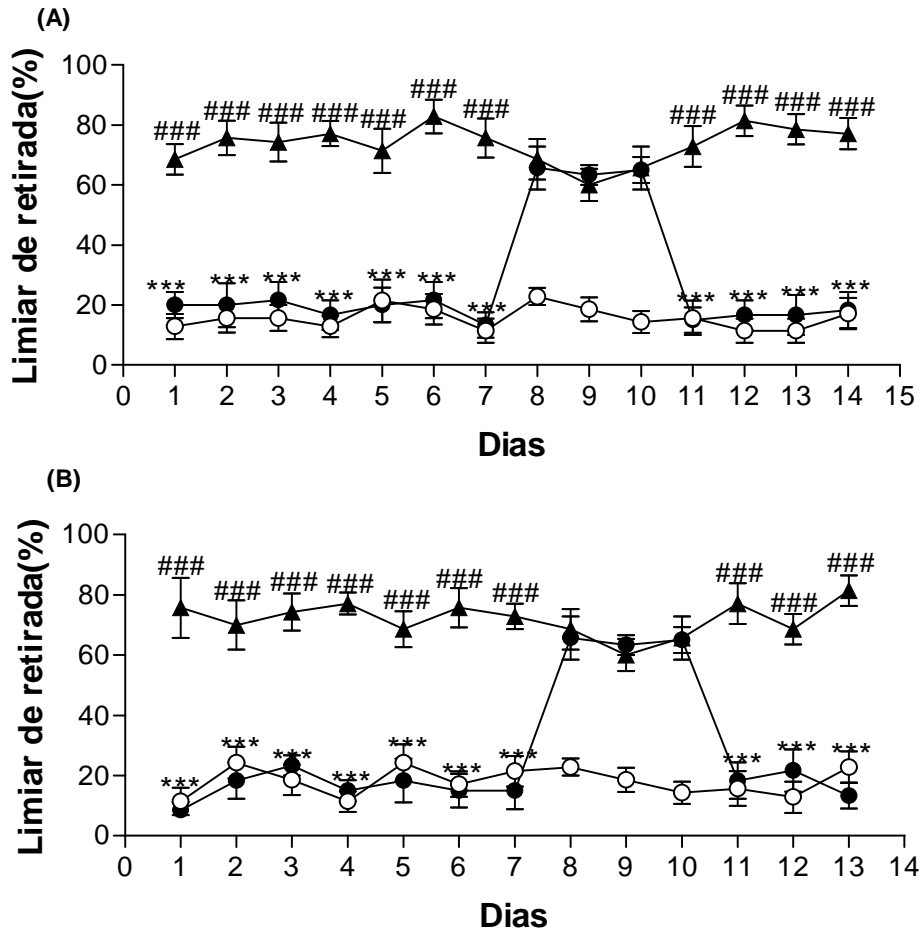 (A)
Limiar de retirada(%)
100
80
60
40
20
0
### ### ### ### ### ### ### ### ### ### ###
*** *** *** *** *** *** *** *** *** *** ***
0 1 2 3 4 5 6 7 8 9 10 11 12 13 14 15
Dias
(B)
Limiar de retirada(%)
100
80
60
40
20
0
### ### ### ### ### ### ### ### ### ###
*** *** *** *** *** *** *** *** *** ***
0 1 2 3 4 5 6 7 8 9 10 11 12 13 14
Dias